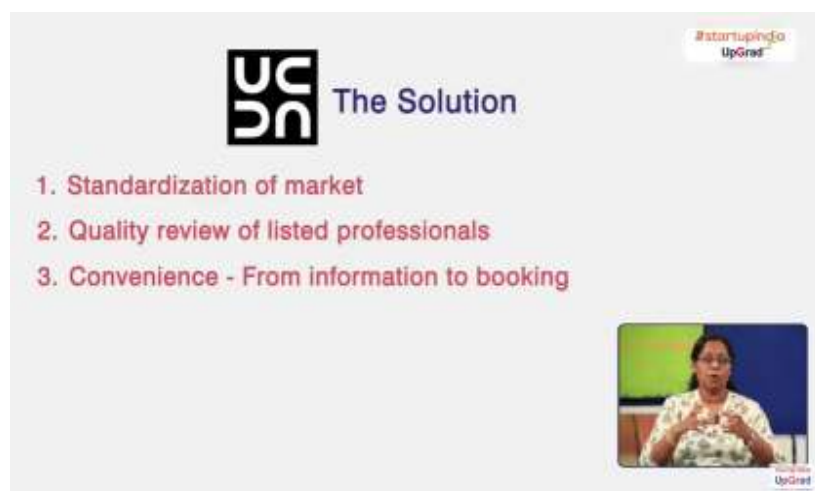 #startupindia
UpGrad
UC
The Solution
1. Standardization of market
2. Quality review of listed professionals
3. Convenience - From information to booking
UpGrad